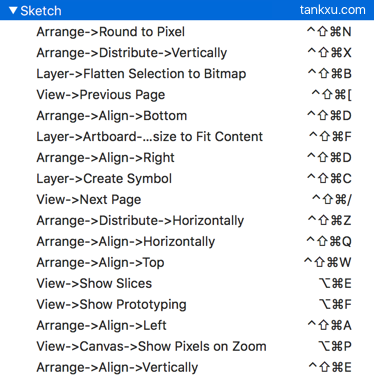 ▼ Sketch tankxu.com
Arrange->Round to Pixel ^⇧⌘N
Arrange->Distribute->Vertically ^⇧⌘X
Layer->Flatten Selection to Bitmap ^⇧⌘B
View->Previous Page ^⇧⌘[
Arrange->Align->Bottom ^⇧⌘D
Layer->Artboard-…size to Fit Content ^⇧⌘F
Arrange->Align->Right ^⇧⌘D
Layer->Create Symbol ^⇧⌘C
View->Next Page ^⇧⌘/
Arrange->Distribute->Horizontally ^⇧⌘Z
Arrange->Align->Horizontally ^⇧⌘Q
Arrange->Align->Top ^⇧⌘W
View->Show Slices ⌥⌘E
View->Show Prototyping ⌥⌘F
Arrange->Align->Left ^⇧⌘A
View->Canvas->Show Pixels on Zoom ⌥⌘P
Arrange->Align->Vertically ^⇧⌘E